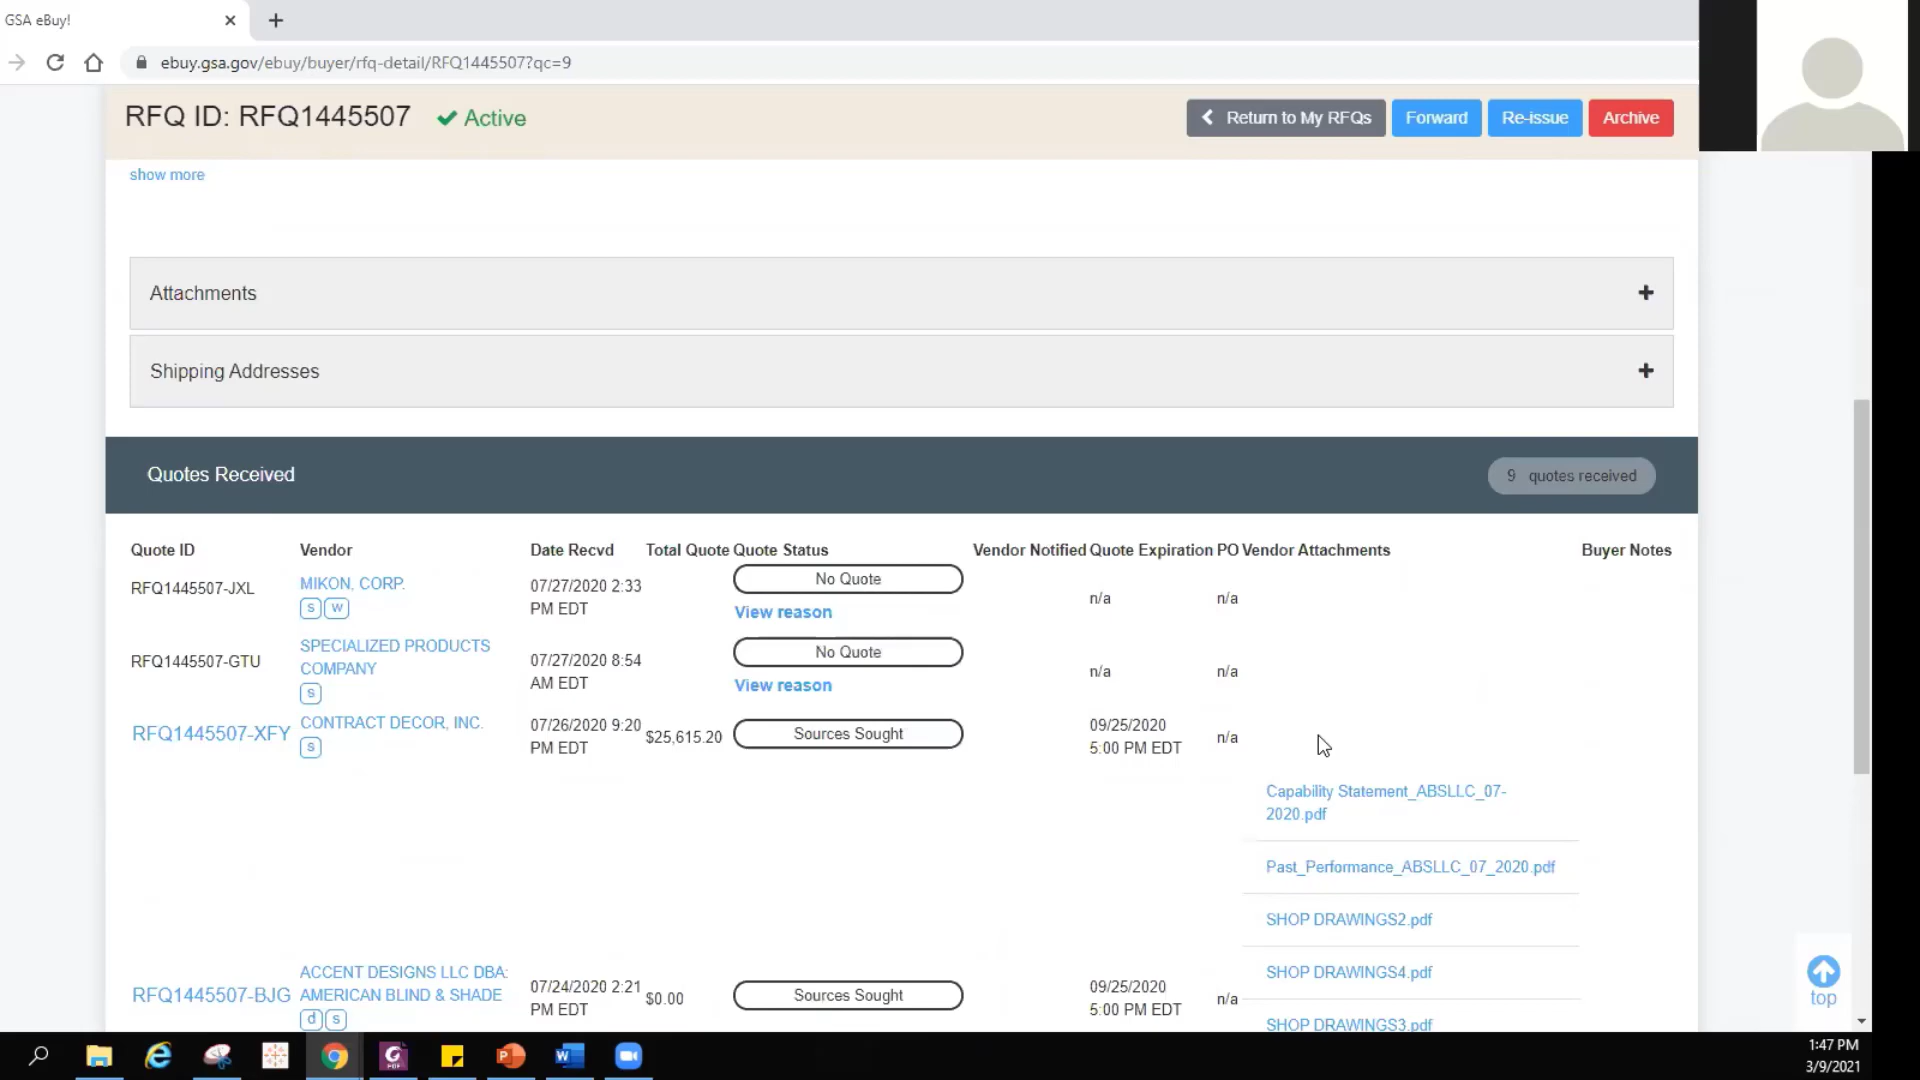 GSA eBuy!
ebuy.gsa.gov/ebuy/buyer/rfq-detail/RFQ1445507?qc=9
RFQ ID: RFQ1445507 Active Return to My RFQs Forward Re-issue Archive
show more
Attachments
Shipping Addresses
Quotes Received 9 quotes received
Quote ID Vendor Date Recvd Total Quote Quote Status Vendor Notified Quote Expiration PO Vendor Attachments Buyer Notes
RFQ1445507-JXL
MIKON, CORP.
s w
07/27/2020 2:33
PM EDT
No Quote
View reason
n/a
n/a
RFQ1445507-GTU
SPECIALIZED PRODUCTS
COMPANY
s
07/27/2020 8:54
AM EDT
No Quote
View reason
n/a
n/a
RFQ1445507-XFY
CONTRACT DECOR, INC.
s
07/26/2020 9:20
PM EDT
$25,615.20
Sources Sought
09/25/2020
5:00 PM EDT
n/a
RFQ1445507-BJG
ACCENT DESIGNS LLC DBA:
AMERICAN BLIND & SHADE
d s
07/24/2020 2:21
PM EDT
$0.00
Sources Sought
09/25/2020
5:00 PM EDT
n/a
Capability Statement_ABSLLC_07-
2020.pdf
Past_Performance_ABSLLC_07_2020.pdf
SHOP DRAWINGS2.pdf
SHOP DRAWINGS4.pdf
SHOP DRAWINGS3.pdf
top
1:47 PM
3/9/2021